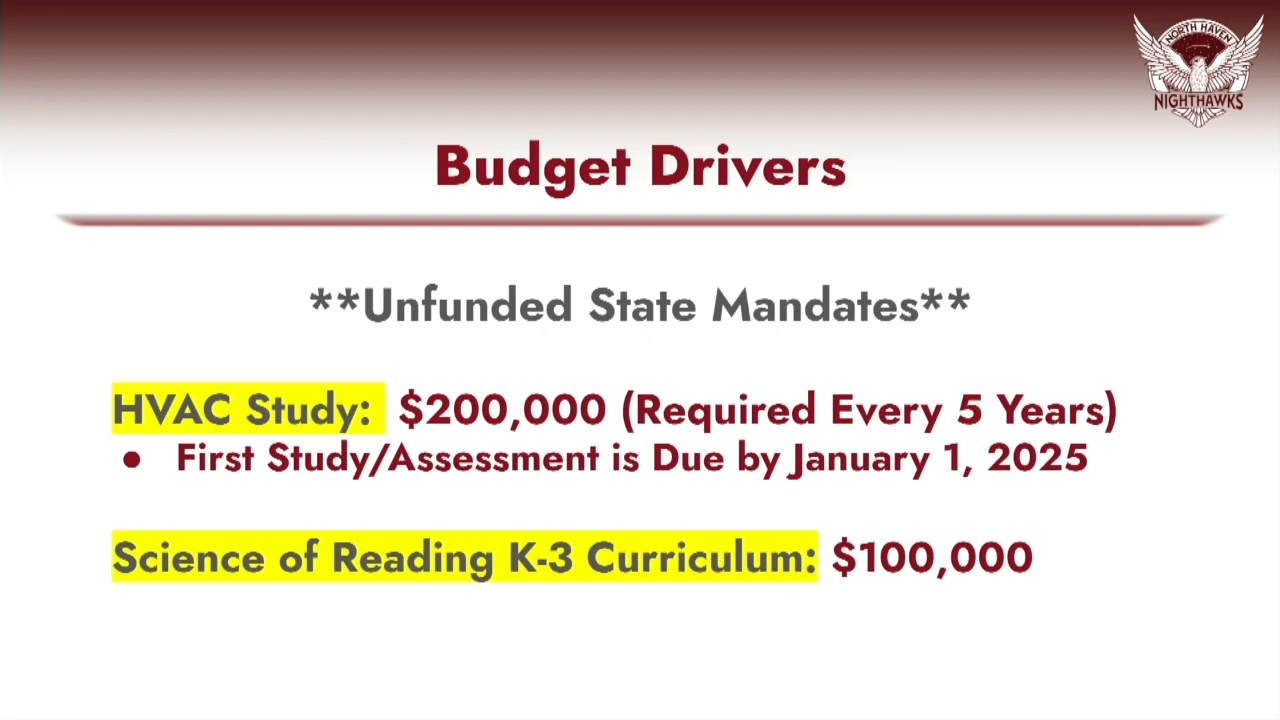 NORTH HAVEN
NIGHTHAWKS
Budget Drivers
**Unfunded State Mandates**
HVAC Study: $200,000 (Required Every 5 Years)
● First Study/Assessment is Due by January 1, 2025
Science of Reading K-3 Curriculum: $100,000